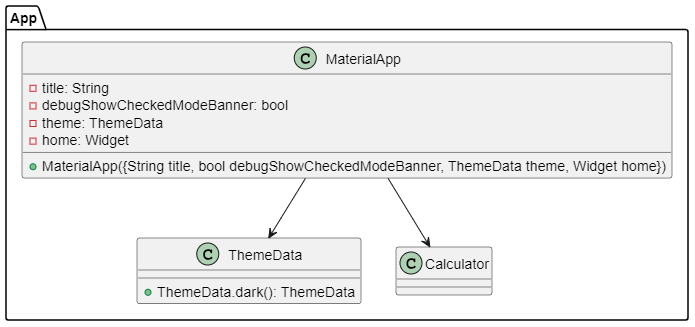 App
C MaterialApp
title: String
debugShowCheckedModeBanner: bool
theme: ThemeData
home: Widget
MaterialApp({String title, bool debugShowCheckedModeBanner, ThemeData theme, Widget home})
C ThemeData
ThemeData.dark(): ThemeData
C Calculator